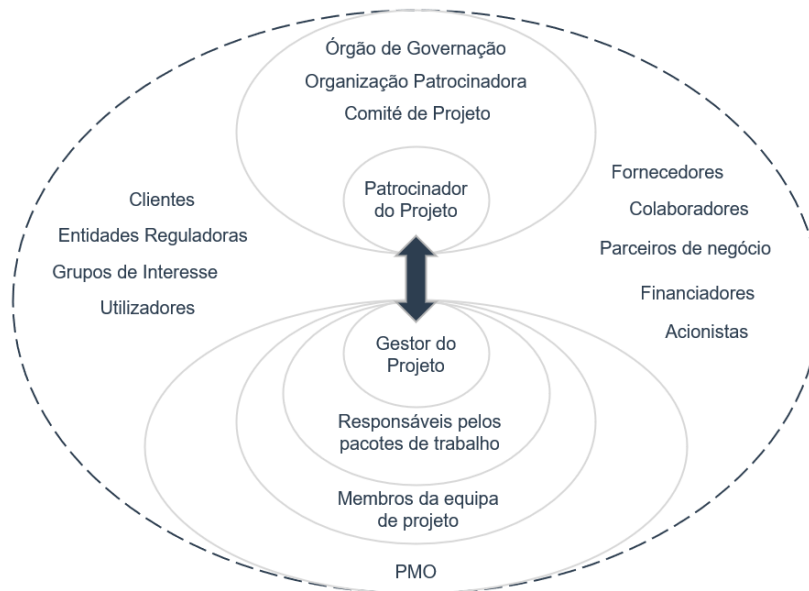 Órgão de Governação
Organização Patrocinadora
Comité de Projeto
Patrocinador
do Projeto
Clientes
Entidades Reguladoras
Grupos de Interesse
Utilizadores
Fornecedores
Colaboradores
Parceiros de negócio
Financiadores
Acionistas
Gestor do
Projeto
Responsáveis pelos
pacotes de trabalho
Membros da equipa
de projeto
PMO